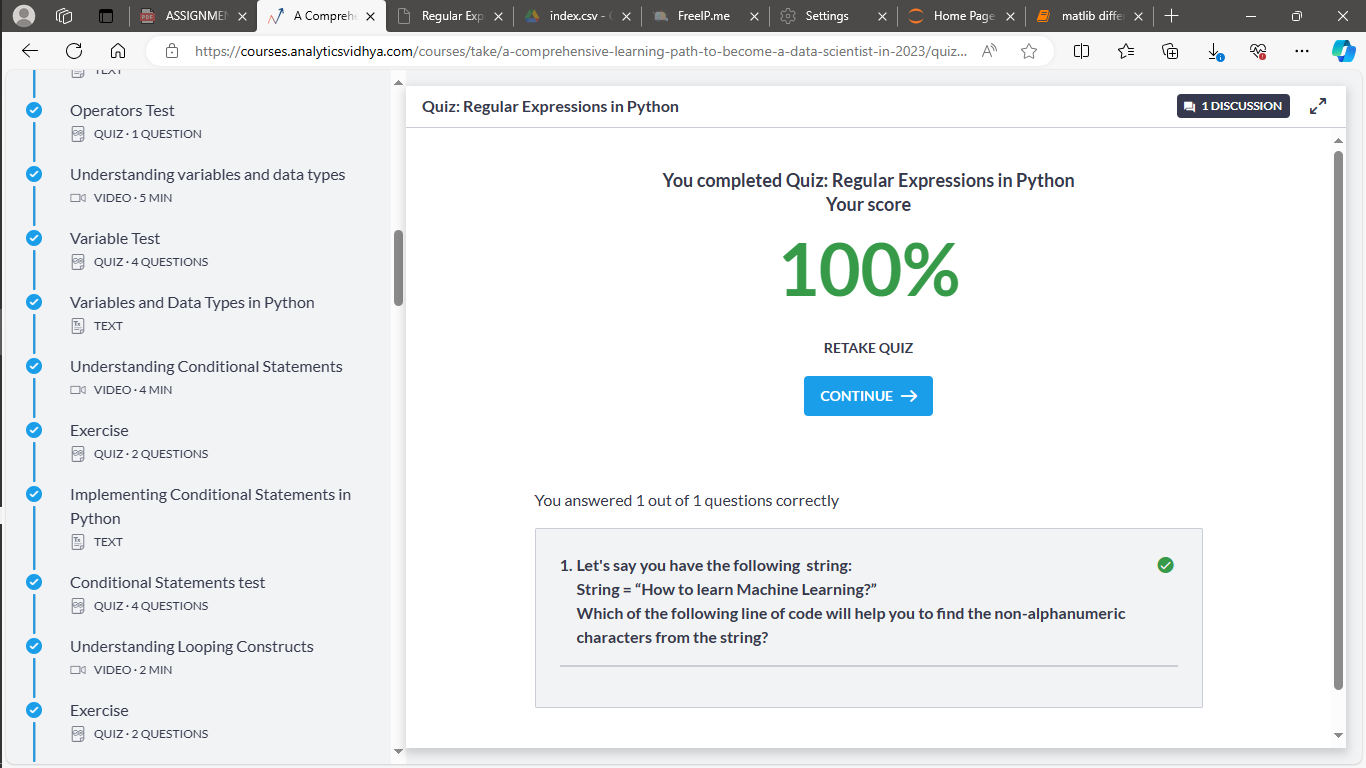 ASSIGNMEN
A Comprehe
Regular Exp
index.csv - G
FreeIP.me
Settings
Home Page
matlib differ
https://courses.analyticsvidhya.com/courses/take/a-comprehensive-learning-path-to-become-a-data-scientist-in-2023/quiz...
TEXT
Operators Test
QUIZ · 1 QUESTION
Understanding variables and data types
VIDEO · 5 MIN
Variable Test
QUIZ · 4 QUESTIONS
Variables and Data Types in Python
TEXT
Understanding Conditional Statements
VIDEO · 4 MIN
Exercise
QUIZ · 2 QUESTIONS
Implementing Conditional Statements in
Python
TEXT
Conditional Statements test
QUIZ · 4 QUESTIONS
Understanding Looping Constructs
VIDEO · 2 MIN
Exercise
QUIZ · 2 QUESTIONS
Quiz: Regular Expressions in Python
1 DISCUSSION
You completed Quiz: Regular Expressions in Python
Your score
100%
RETAKE QUIZ
CONTINUE →
You answered 1 out of 1 questions correctly
1. Let's say you have the following string:
String = “How to learn Machine Learning?”
Which of the following line of code will help you to find the non-alphanumeric
characters from the string?